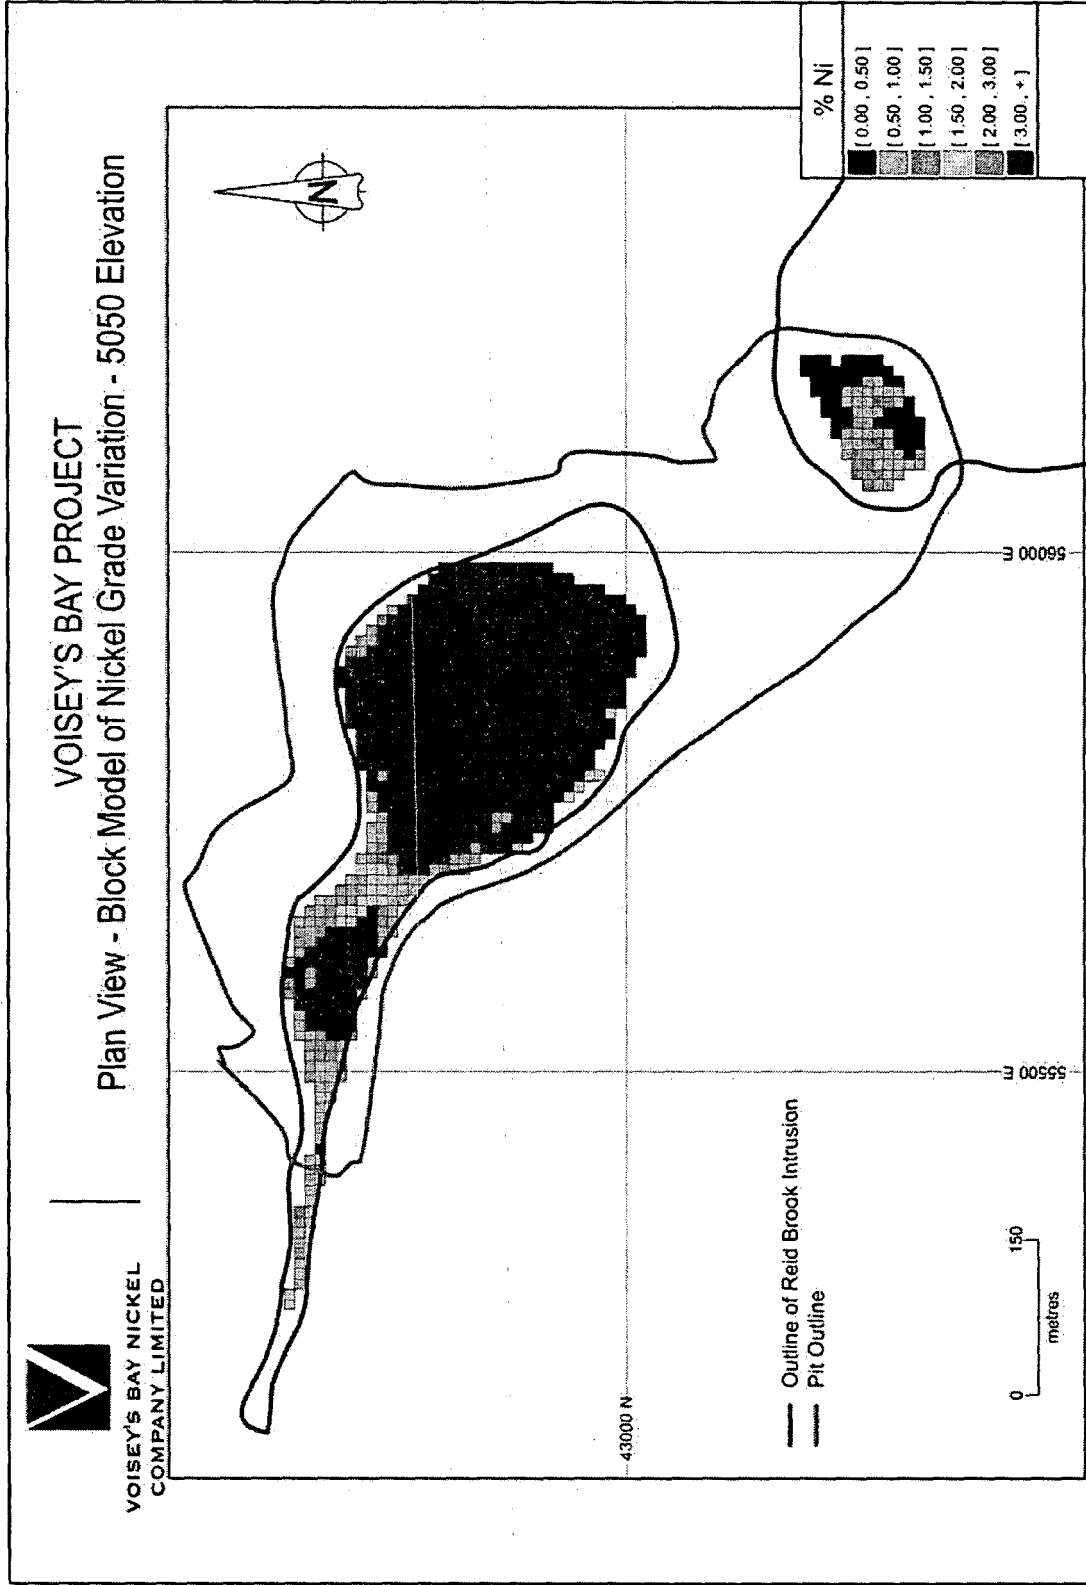 VOISEY'S BAY NICKEL
COMPANY LIMITED
VOISEY'S BAY PROJECT
Plan View - Block Model of Nickel Grade Variation - 5050 Elevation
N
43000 N
55500 E
56000 E
Outline of Reid Brook Intrusion
Pit Outline
0
150
metres
% Ni
[ 0.00 , 0.50 ]
[ 0.50 , 1.00 ]
[ 1.00 , 1.50 ]
[ 1.50 , 2.00 ]
[ 2.00 , 3.00 ]
[ 3.00 , + ]